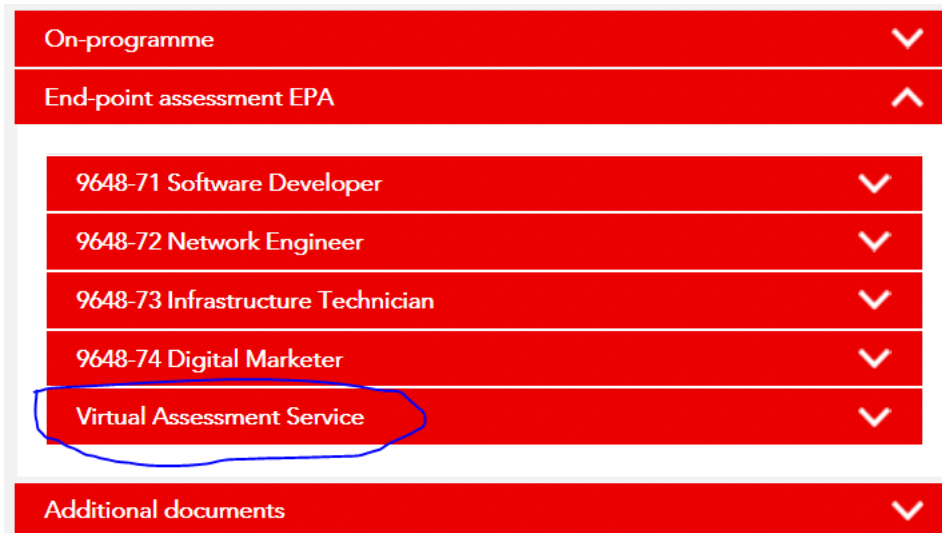 On-programme
End-point assessment EPA
9648-71 Software Developer
9648-72 Network Engineer
9648-73 Infrastructure Technician
9648-74 Digital Marketer
Virtual Assessment Service
Additional documents